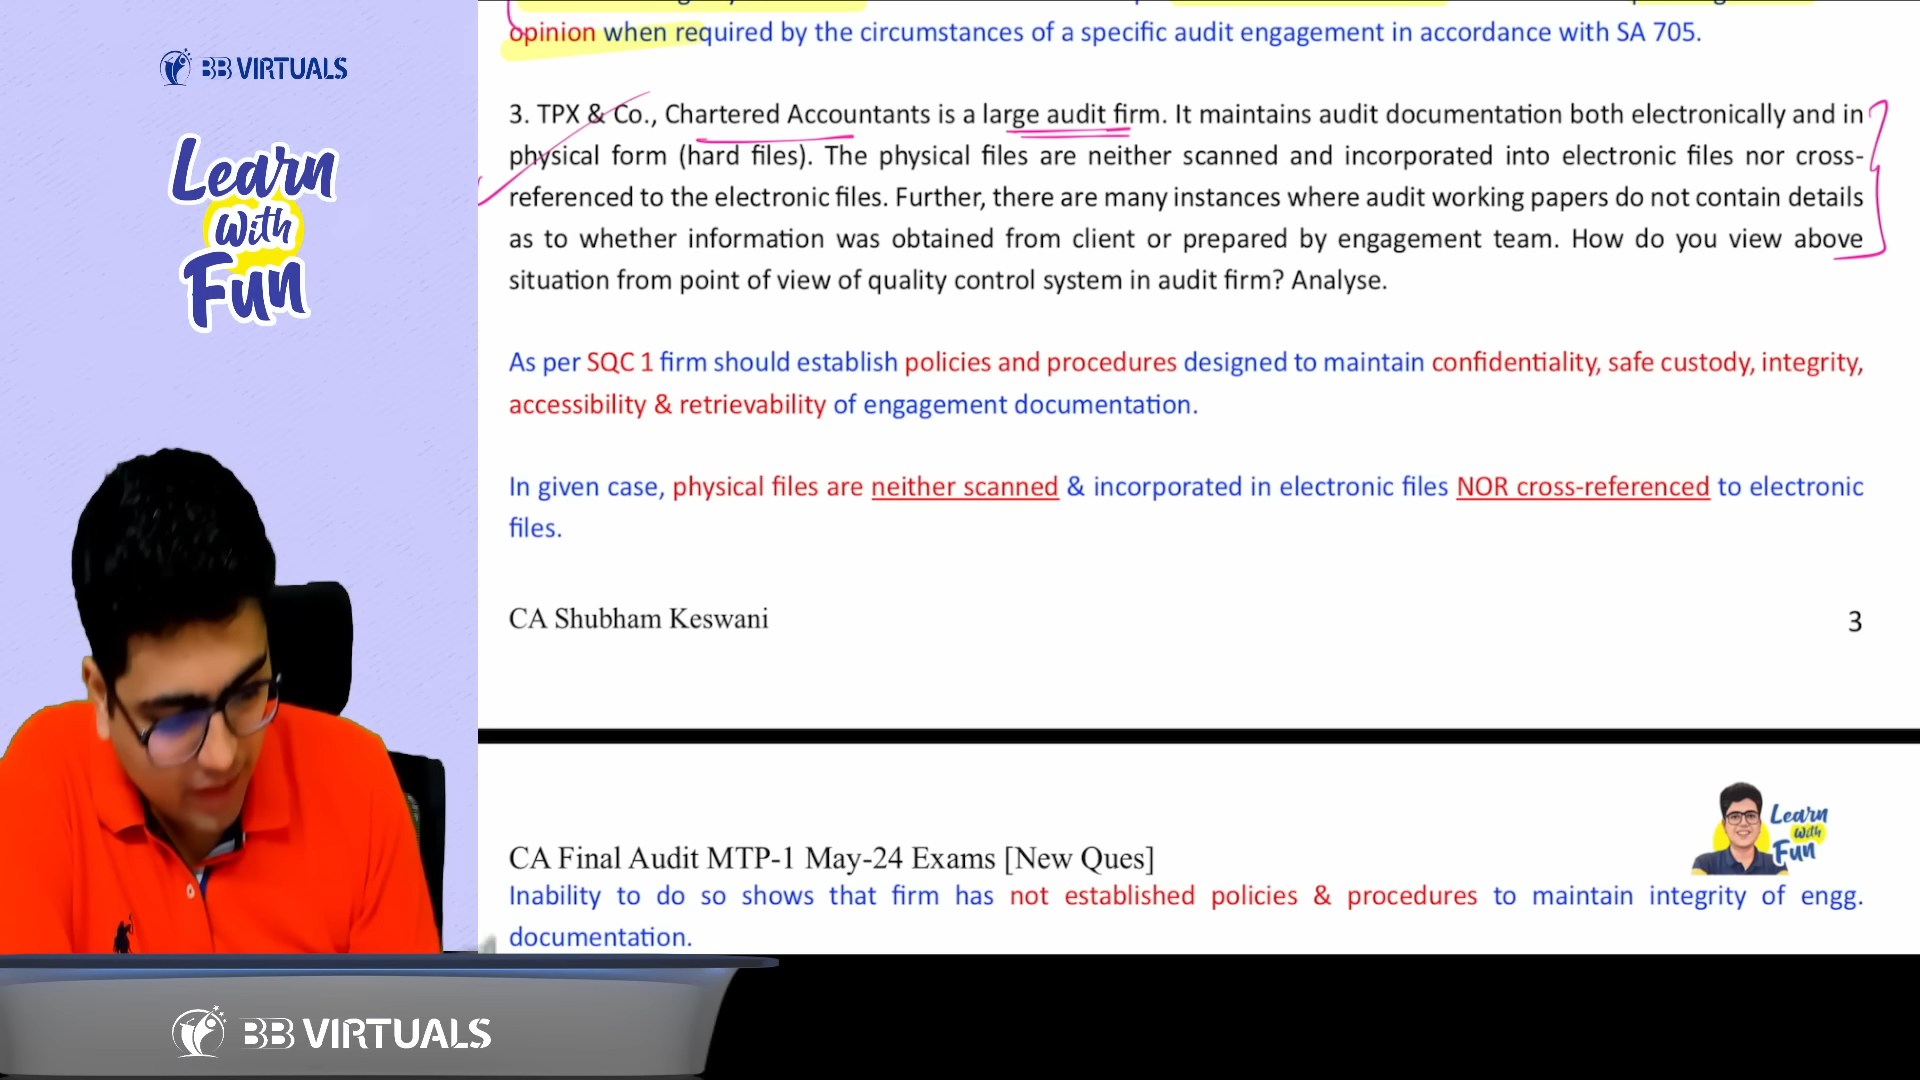 BB VIRTUALS
Learn
With
Fun
opinion when required by the circumstances of a specific audit engagement in accordance with SA 705.
3. TPX & Co., Chartered Accountants is a large audit firm. It maintains audit documentation both electronically and in
physical form (hard files). The physical files are neither scanned and incorporated into electronic files nor cross-
referenced to the electronic files. Further, there are many instances where audit working papers do not contain details
as to whether information was obtained from client or prepared by engagement team. How do you view above
situation from point of view of quality control system in audit firm? Analyse.
As per SQC 1 firm should establish policies and procedures designed to maintain confidentiality, safe custody, integrity,
accessibility & retrievability of engagement documentation.
In given case, physical files are neither scanned & incorporated in electronic files NOR cross-referenced to electronic
files.
CA Shubham Keswani
3
Learn
With
Fun
CA Final Audit MTP-1 May-24 Exams [New Ques]
Inability to do so shows that firm has not established policies & procedures to maintain integrity of engg.
documentation.
BB VIRTUALS